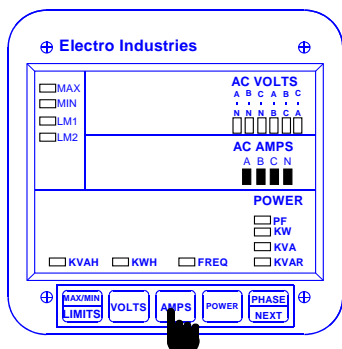 Electro Industries
MAX
MIN
LM1
LM2
AC VOLTS
A B C A B C
- - - - - -
N N N B C A
AC AMPS
A B C N
POWER
PF
KW
KVA
KVAH KWH FREQ KVAR
MAX/MIN LIMITS VOLTS AMPS POWER PHASE NEXT